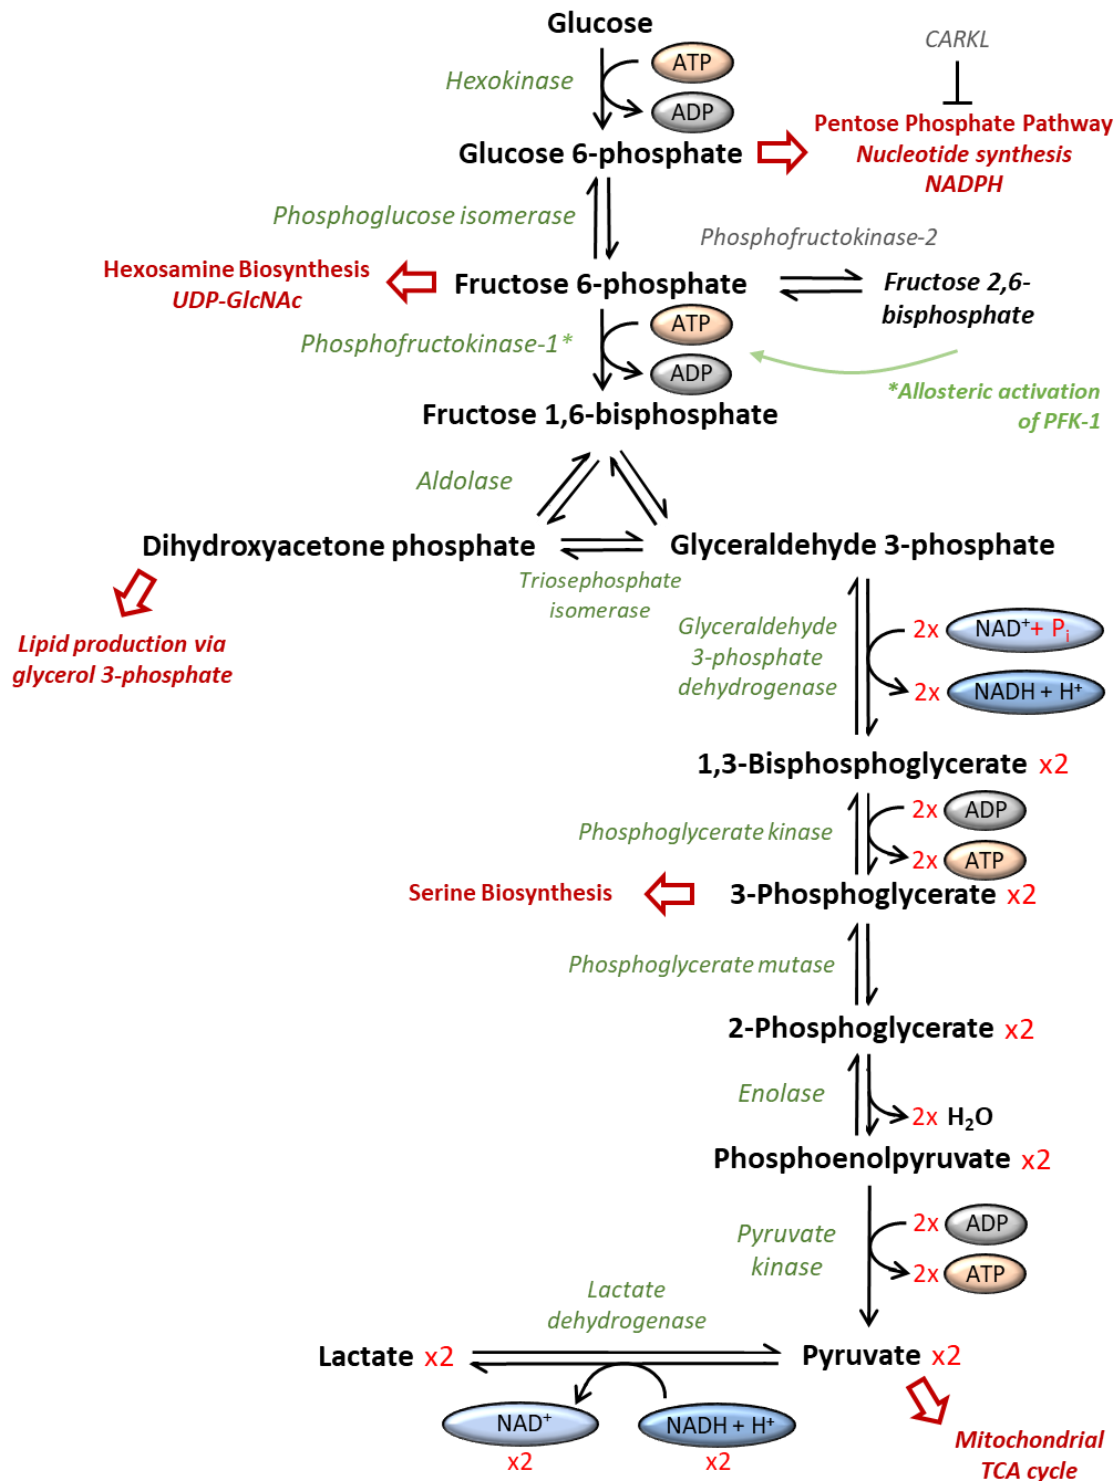 Glucose
CARKL
ATP
Hexokinase
ADP
Pentose Phosphate Pathway
Glucose 6-phosphate
Nucleotide synthesis
NADPH
Phosphoglucose isomerase
Phosphofructokinase-2
Hexosamine Biosynthesis
UDP-GlcNAc
Fructose 6-phosphate
Fructose 2,6-
bisphosphate
ATP
Phosphofructokinase-1*
ADP
*Allosteric activation
of PFK-1
Fructose 1,6-bisphosphate
Aldolase
Dihydroxyacetone phosphate
Glyceraldehyde 3-phosphate
Triosephosphate
isomerase
Lipid production via
glycerol 3-phosphate
Glyceraldehyde
3-phosphate
dehydrogenase
2x NAD⁺+ Pᵢ
2x NADH + H⁺
1,3-Bisphosphoglycerate x2
2x ADP
Phosphoglycerate kinase
2x ATP
Serine Biosynthesis
3-Phosphoglycerate x2
Phosphoglycerate mutase
2-Phosphoglycerate x2
Enolase
2x H₂O
Phosphoenolpyruvate x2
2x ADP
Pyruvate
kinase
2x ATP
Lactate
dehydrogenase
Lactate x2
Pyruvate x2
NAD⁺
x2
NADH + H⁺
x2
Mitochondrial
TCA cycle